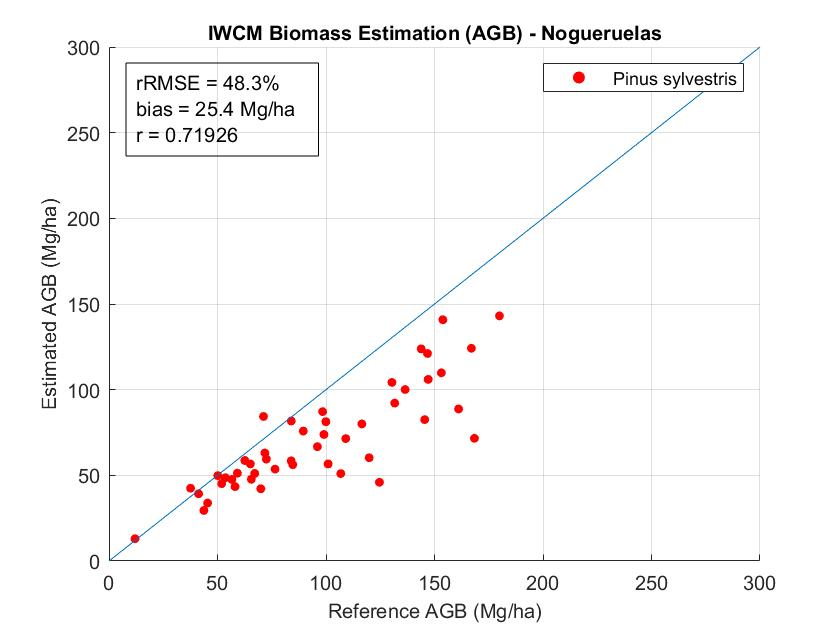 IWCM Biomass Estimation (AGB) - Nogueruelas
300
rRMSE = 48.3%
bias = 25.4 Mg/ha
r = 0.71926
Pinus sylvestris
250
200
150
100
50
0
Estimated AGB (Mg/ha)
0 50 100 150 200 250 300
Reference AGB (Mg/ha)